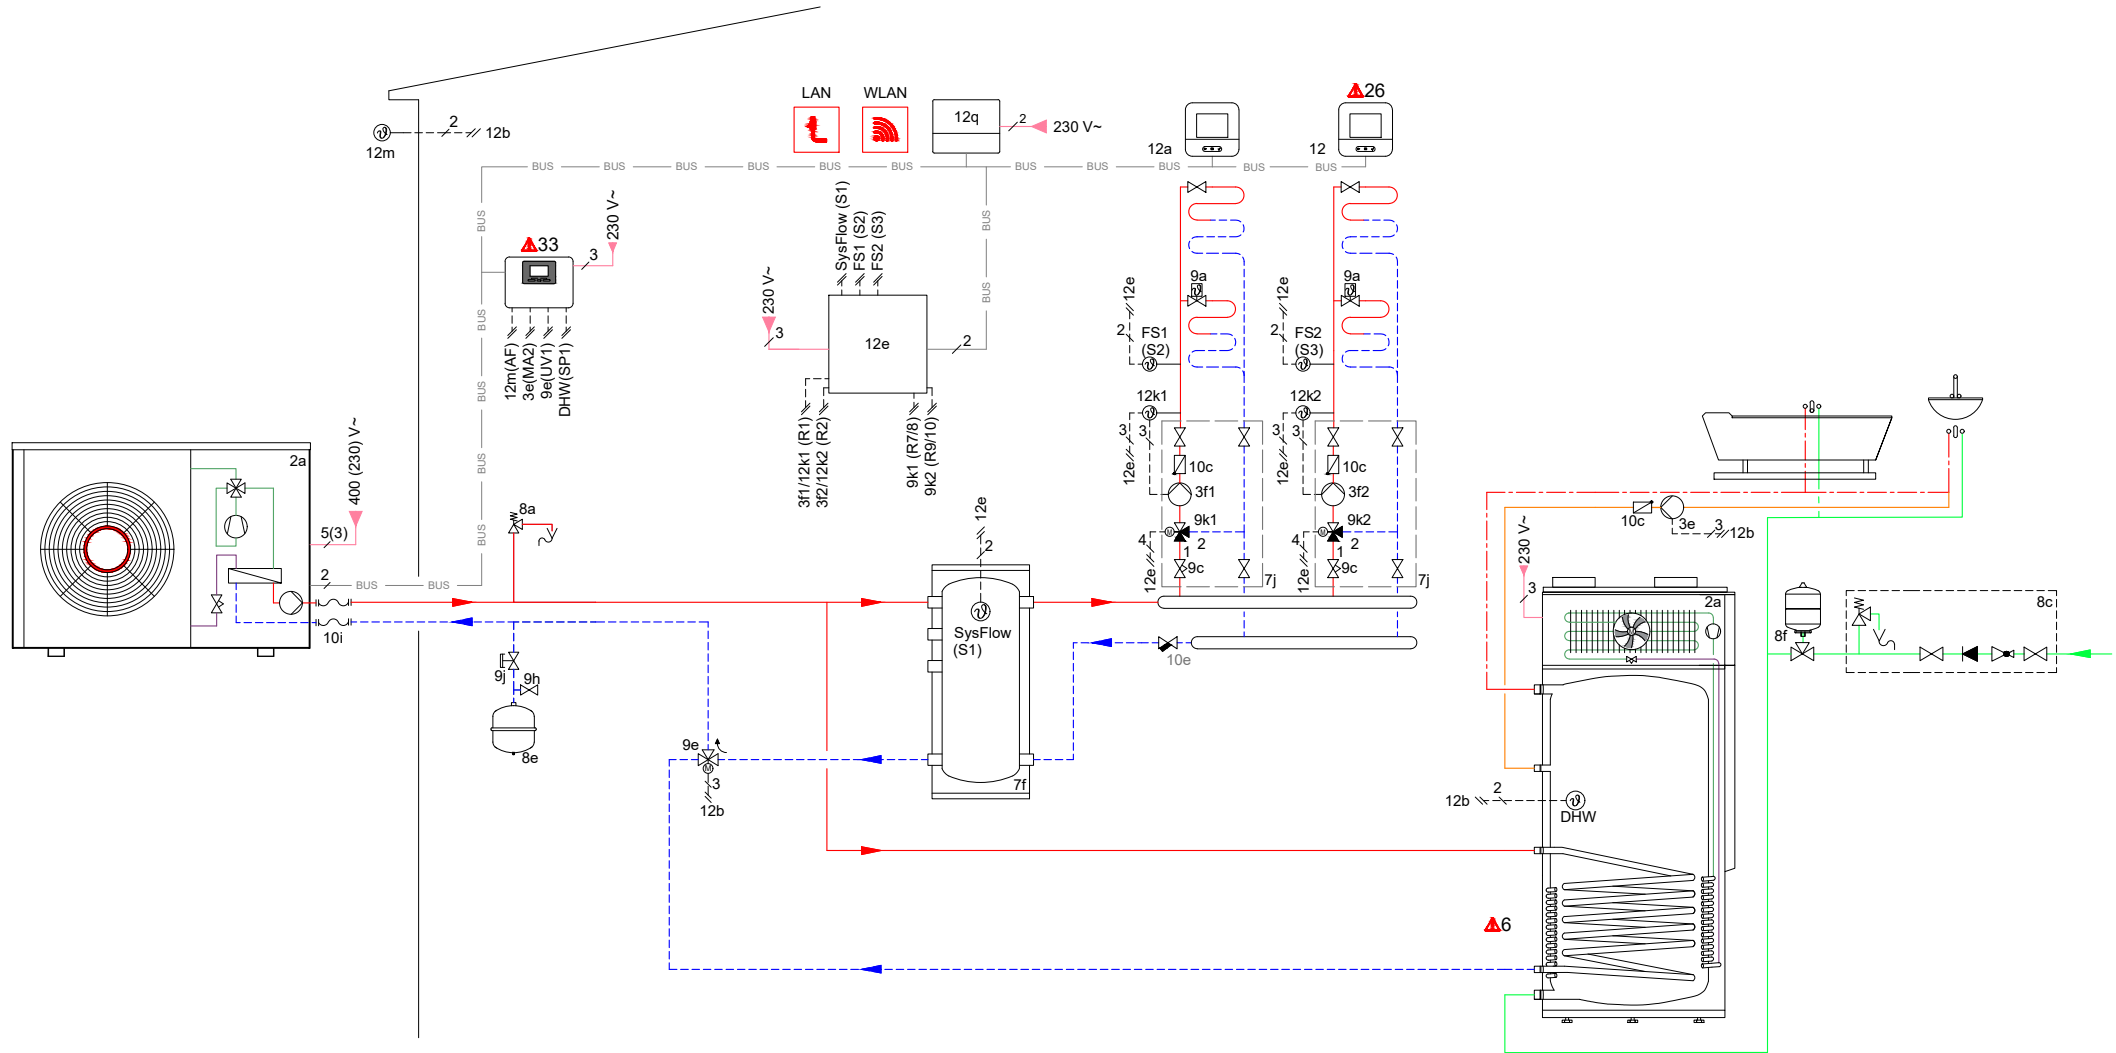 LAN
WLAN
12q
2
230 V~
26
12a
12
12m
2
12b
BUS BUS BUS BUS BUS BUS BUS BUS BUS
BUS
BUS
BUS
BUS
BUS
BUS
BUS
BUS BUS
33
230 V~
3
12m(AF)
3e(MA2)
9e(UV1)
DHW(SP1)
SysFlow (S1)
FS1 (S2)
FS2 (S3)
230 V~
3
12e
2
3f1/12k1 (R1)
3f2/12k2 (R2)
9k1 (R7/8)
9k2 (R9/10)
9a
9a
12e
2
FS1
(S2)
12e
2
FS2
(S3)
12k1
3
3
12e
10c
3f1
9k1
M
4
2
1
12e
9c
7j
12k2
3
3
12e
10c
3f2
9k2
M
4
2
1
12e
9c
7j
2a
400 (230) V~
5(3)
2
10i
8a
9j
9h
8e
9e
M
3
12b
12e
2
SysFlow
(S1)
7f
10e
10c
3e
3
12b
230 V~
3
2a
8f
8c
12b
2
DHW
6